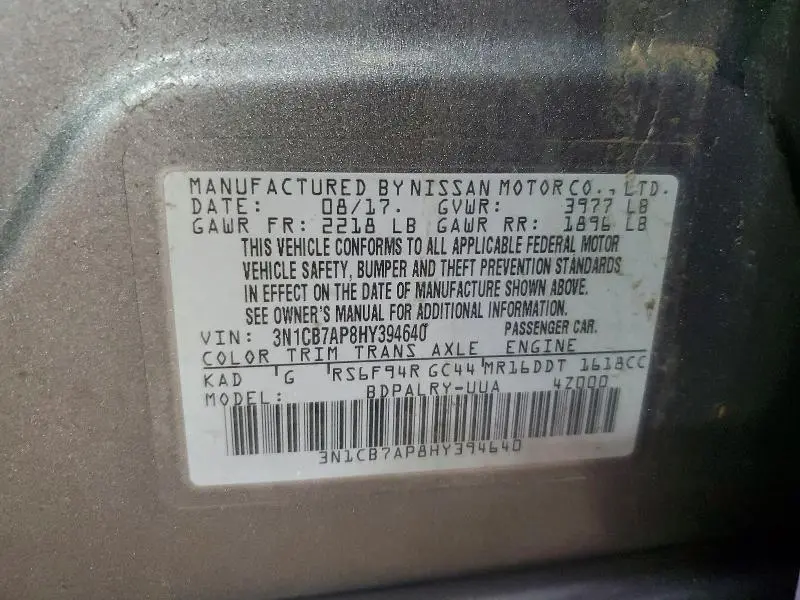 MANUFACTURED BY NISSAN MOTOR CO., LTD.
DATE: 08/17. GVWR: 3977 LB
GAWR FR: 2218 LB GAWR RR: 1896 LB
THIS VEHICLE CONFORMS TO ALL APPLICABLE FEDERAL MOTOR
VEHICLE SAFETY, BUMPER AND THEFT PREVENTION STANDARDS
IN EFFECT ON THE DATE OF MANUFACTURE SHOWN ABOVE.
SEE OWNER'S MANUAL FOR ADDITIONAL INFORMATION.
VIN: 3N1CB7AP8HY394640 PASSENGER CAR.
COLOR TRIM TRANS AXLE ENGINE
KAD G RS6F94R GC44 MR16DDT 1618CC
MODEL: BDPALRY-UUA 4Z000
3N1CB7AP8HY394640